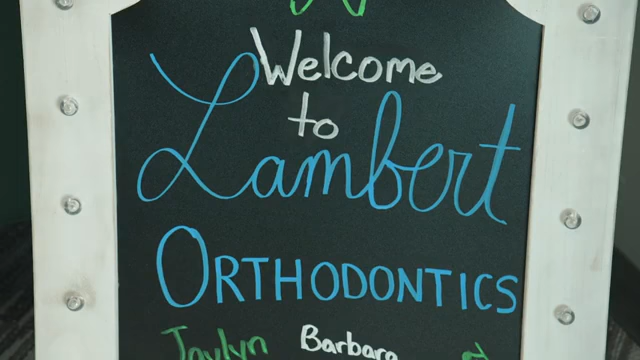 Welcome
to
Lambert
ORTHODONTICS
Jaylyn Barbara